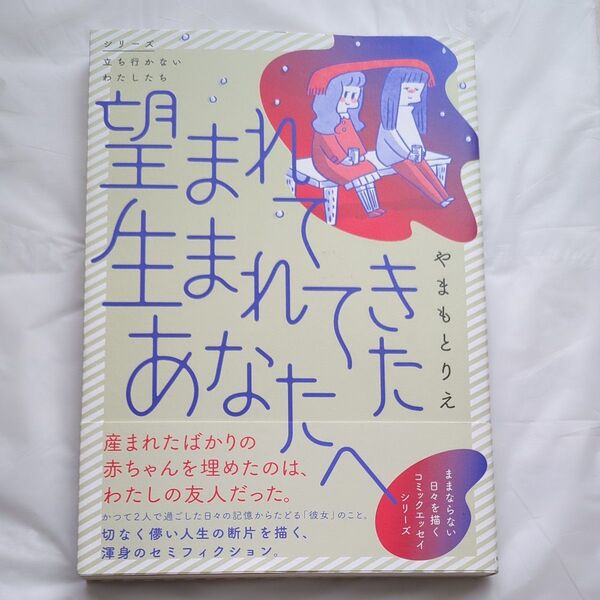 シリーズ
立ち行かない
わたしたち
望まれて
生まれてきた
あなたへ
やまもとりえ
産まれたばかりの
赤ちゃんを埋めたのは、
わたしの友人だった。
かつて2人で過ごした日々の記憶からたどる「彼女」のこと。
切なく儚い人生の断片を描く、
渾身のセミフィクション。
ままならない
日々を描く
コミックエッセイ
シリーズ